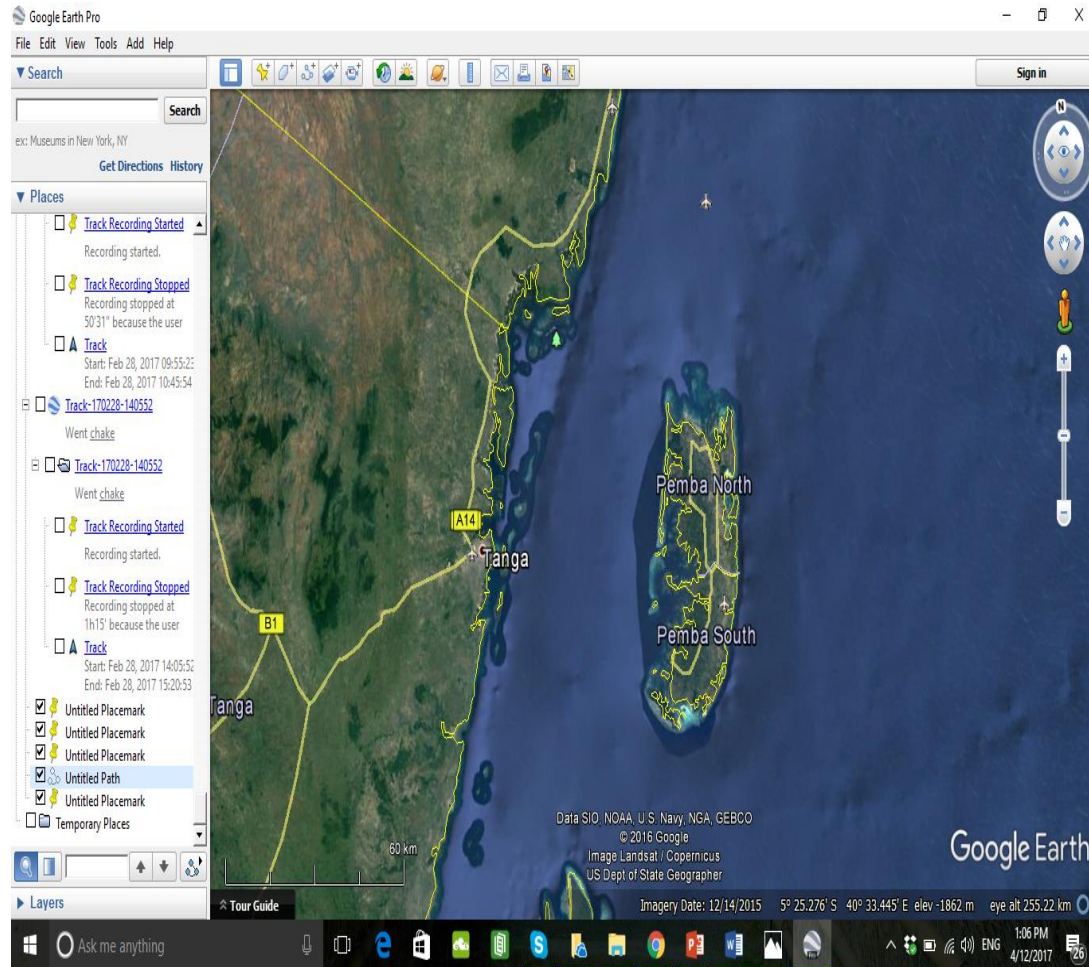 Google Earth Pro
File Edit View Tools Add Help
Search
Sign in
Search
ex: Museums in New York, NY
Get Directions History
Places
Track Recording Started
Recording started.
Track Recording Stopped
Recording stopped at
50'31" because the user
Track
Start: Feb 28, 2017 09:55:23
End: Feb 28, 2017 10:45:54
Track-170228-140552
Went chake
Track-170228-140552
Went chake
Track Recording Started
Recording started.
Track Recording Stopped
Recording stopped at
1h15' because the user
Track
Start: Feb 28, 2017 14:05:52
End: Feb 28, 2017 15:20:53
Untitled Placemark
Untitled Placemark
Untitled Placemark
Untitled Path
Untitled Placemark
Temporary Places
Layers
N
Pemba North
A14
Tanga
B1
Pemba South
Tanga
60 km
Data SIO, NOAA, U.S. Navy, NGA, GEBCO
© 2016 Google
Image Landsat / Copernicus
US Dept of State Geographer
Google Earth
Tour Guide
Imagery Date: 12/14/2015 5° 25.276' S 40° 33.445' E elev -1862 m eye alt 255.22 km
Ask me anything
ENG
1:06 PM
4/12/2017
26